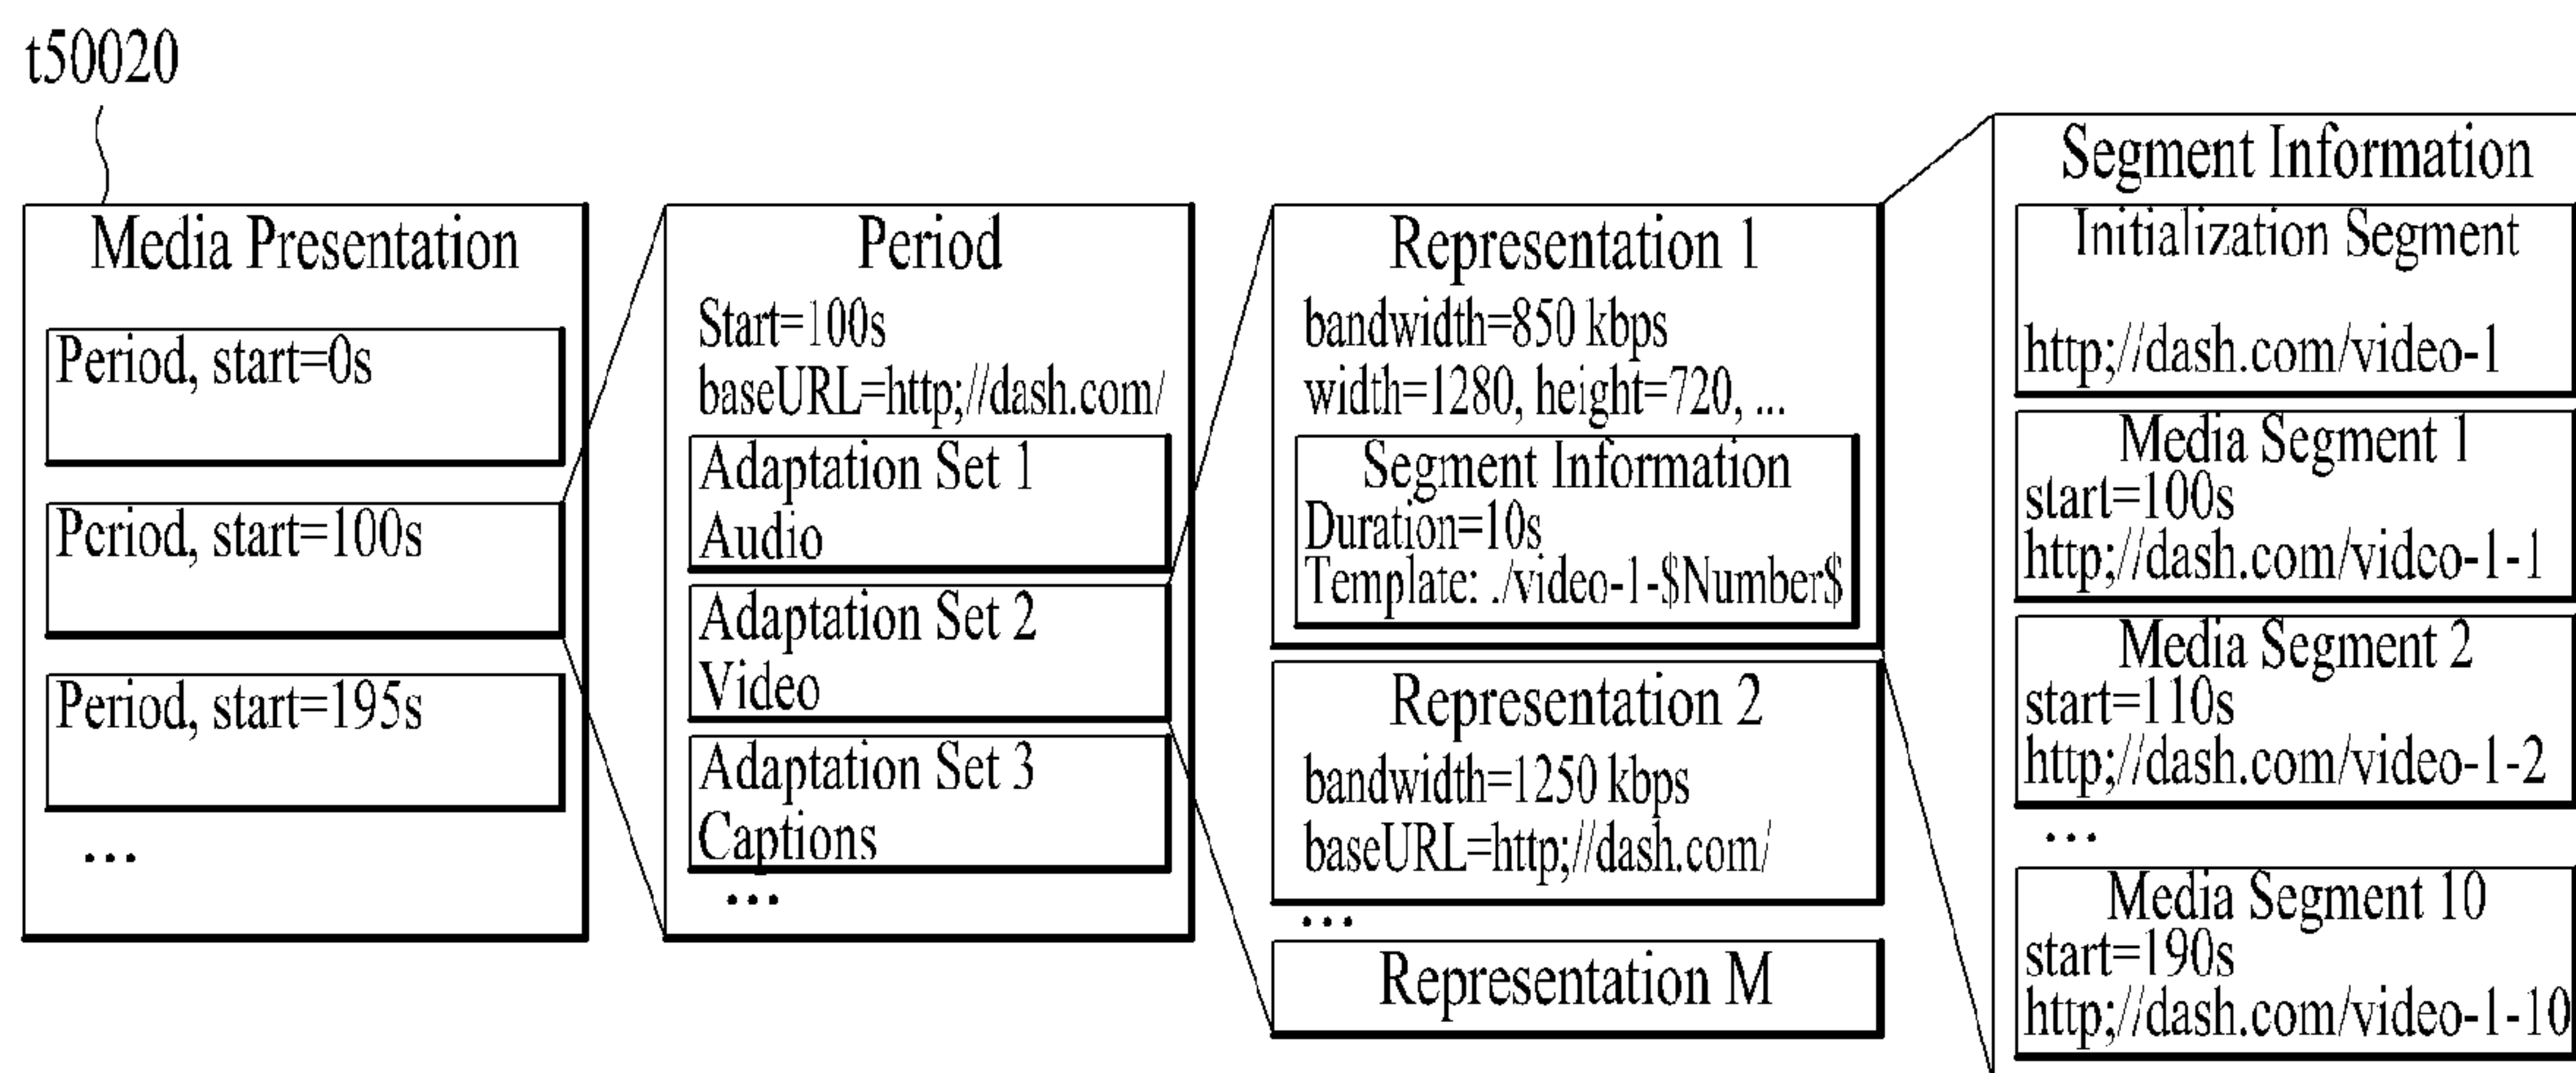 t50020
Media Presentation
Period, start=0s
Period, start=100s
Period, start=195s
...
Period
Start=100s
baseURL=http;//dash.com/
Adaptation Set 1
Audio
Adaptation Set 2
Video
Adaptation Set 3
Captions
...
Representation 1
bandwidth=850 kbps
width=1280, height=720, ...
Segment Information
Duration=10s
Template: ./video-1-$Number$
Representation 2
bandwidth=1250 kbps
baseURL=http;//dash.com/
...
Representation M
Segment Information
Initialization Segment
http;//dash.com/video-1
Media Segment 1
start=100s
http;//dash.com/video-1-1
Media Segment 2
start=110s
http;//dash.com/video-1-2
...
Media Segment 10
start=190s
http;//dash.com/video-1-10